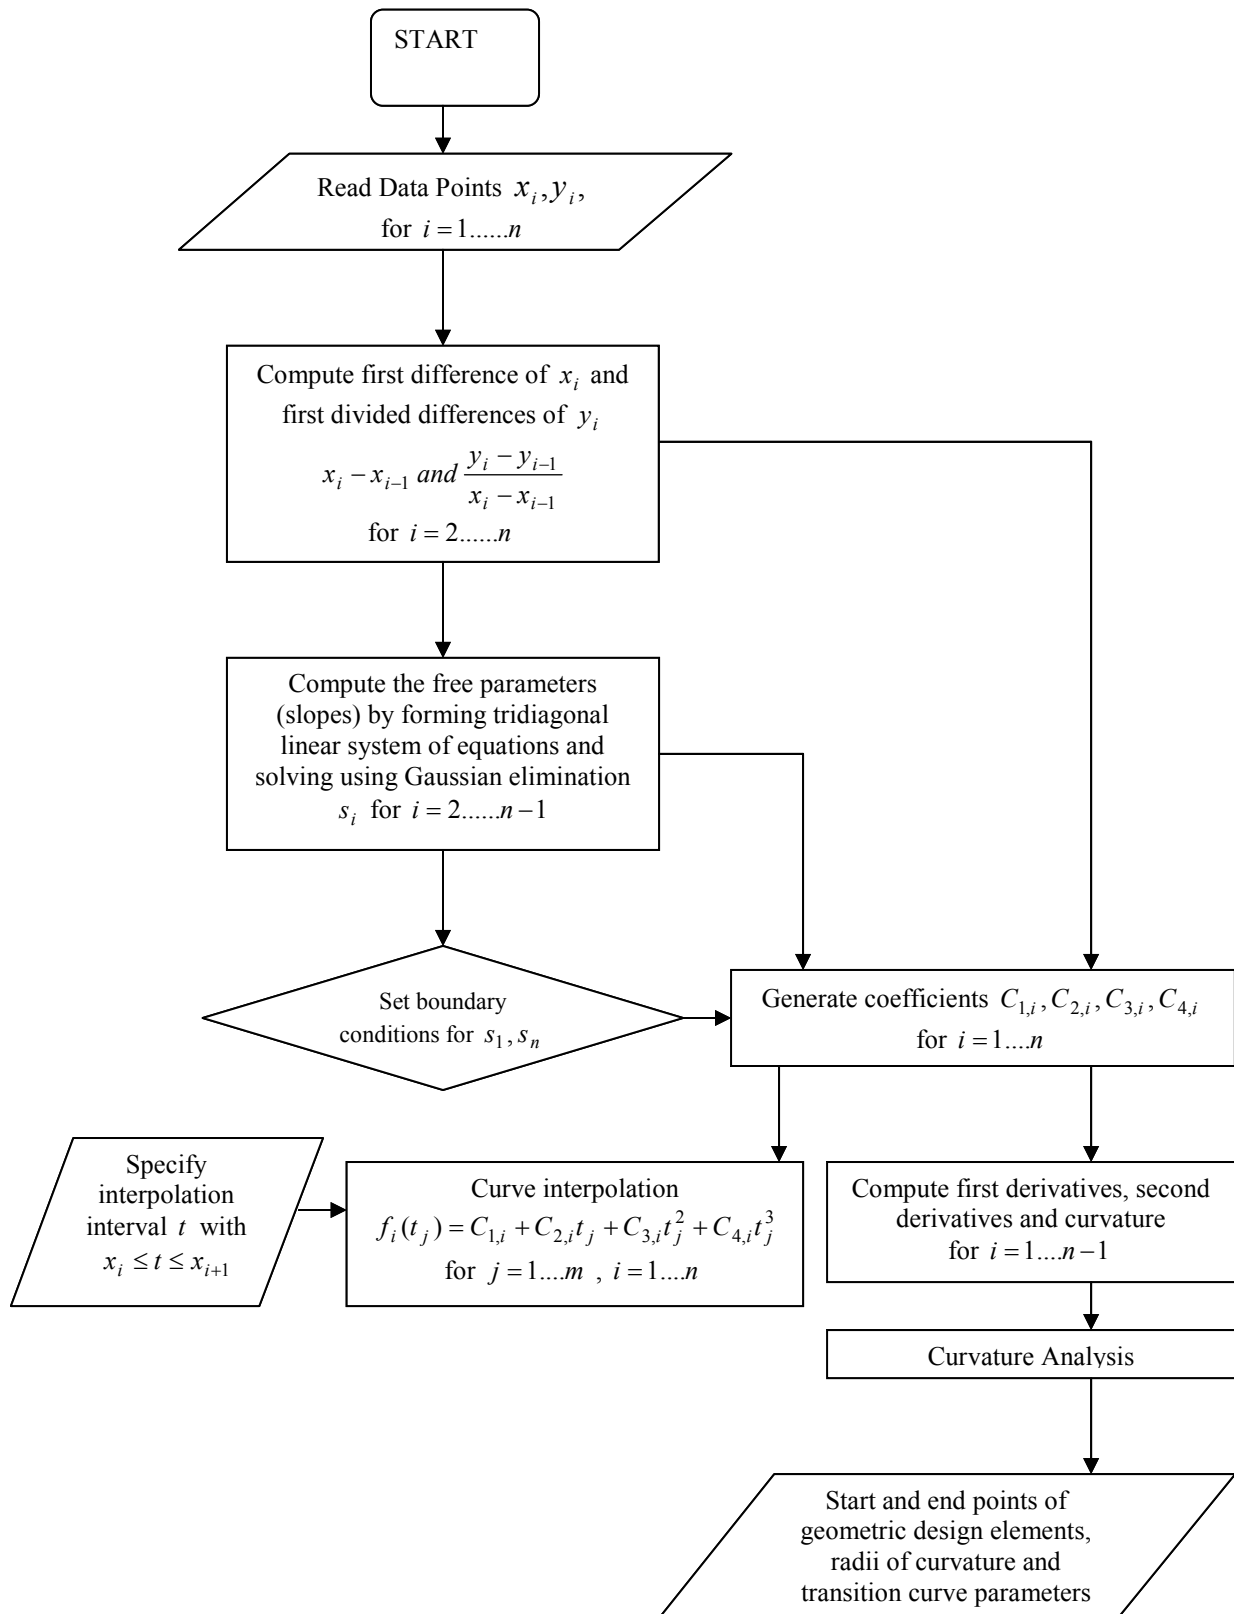 START
Read Data Points x_i, y_i,
for i = 1......n
Compute first difference of x_i and
first divided differences of y_i
x_i − x_{i−1} and \frac{y_i − y_{i−1}}{x_i − x_{i−1}}
for i = 2......n
Compute the free parameters
(slopes) by forming tridiagonal
linear system of equations and
solving using Gaussian elimination
s_i for i = 2......n − 1
Set boundary
conditions for s_1, s_n
Generate coefficients C_{1,i}, C_{2,i}, C_{3,i}, C_{4,i}
for i = 1....n
Specify
interpolation
interval t with
x_i ≤ t ≤ x_{i+1}
Curve interpolation
f_i(t_j) = C_{1,i} + C_{2,i}t_j + C_{3,i}t_j^2 + C_{4,i}t_j^3
for j = 1....m , i = 1....n
Compute first derivatives, second
derivatives and curvature
for i = 1....n − 1
Curvature Analysis
Start and end points of
geometric design elements,
radii of curvature and
transition curve parameters